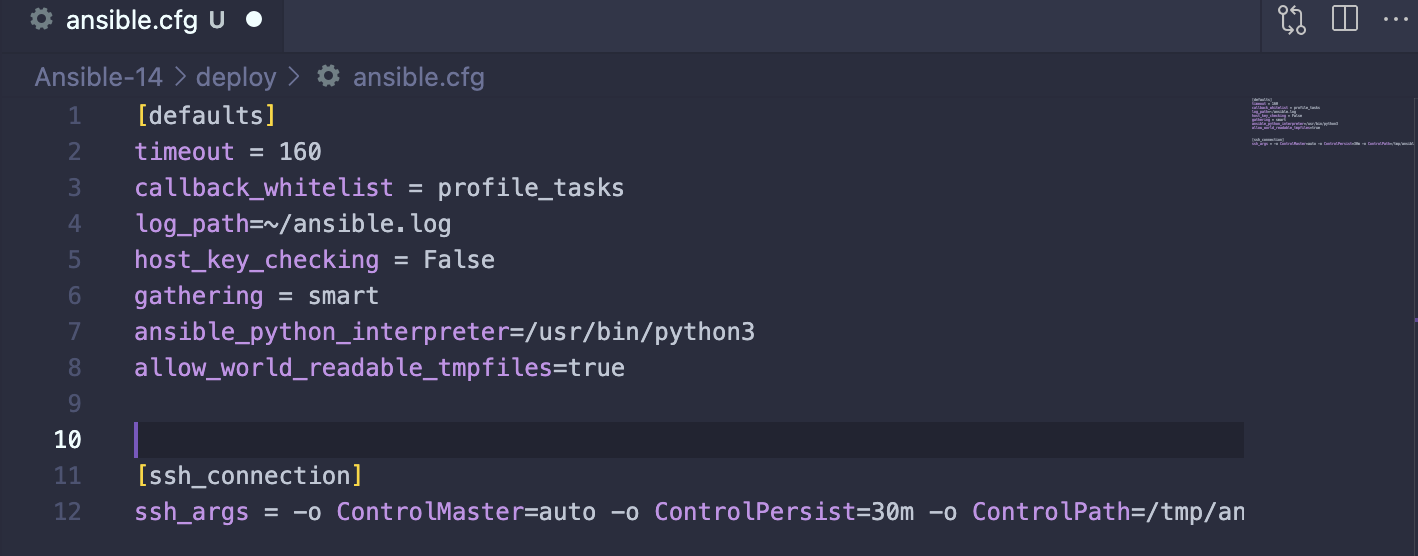 ansible.cfg U
Ansible-14 > deploy > ansible.cfg
1 [defaults]
2 timeout = 160
3 callback_whitelist = profile_tasks
4 log_path=~/ansible.log
5 host_key_checking = False
6 gathering = smart
7 ansible_python_interpreter=/usr/bin/python3
8 allow_world_readable_tmpfiles=true
9
10
11 [ssh_connection]
12 ssh_args = -o ControlMaster=auto -o ControlPersist=30m -o ControlPath=/tmp/an